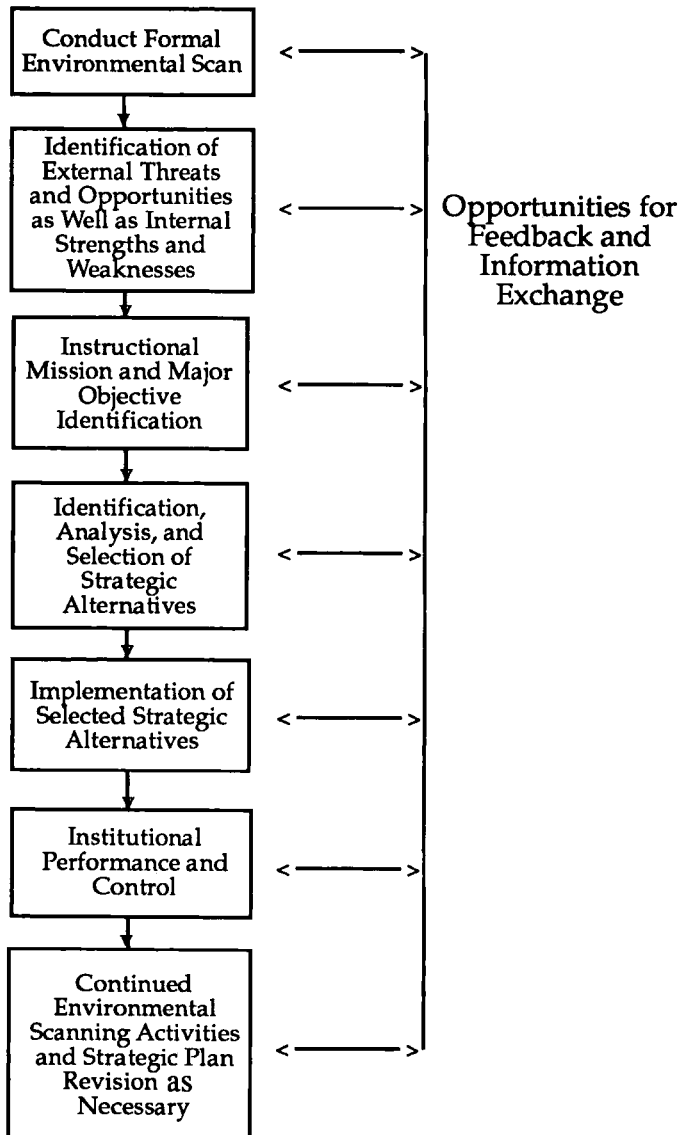 Conduct Formal
Environmental Scan
Identification of
External Threats
and Opportunities
as Well as Internal
Strengths and
Weaknesses
Instructional
Mission and Major
Objective
Identification
Identification,
Analysis, and
Selection of
Strategic
Alternatives
Implementation of
Selected Strategic
Alternatives
Institutional
Performance and
Control
Continued
Environmental
Scanning Activities
and Strategic Plan
Revision as
Necessary
Opportunities for
Feedback and
Information
Exchange